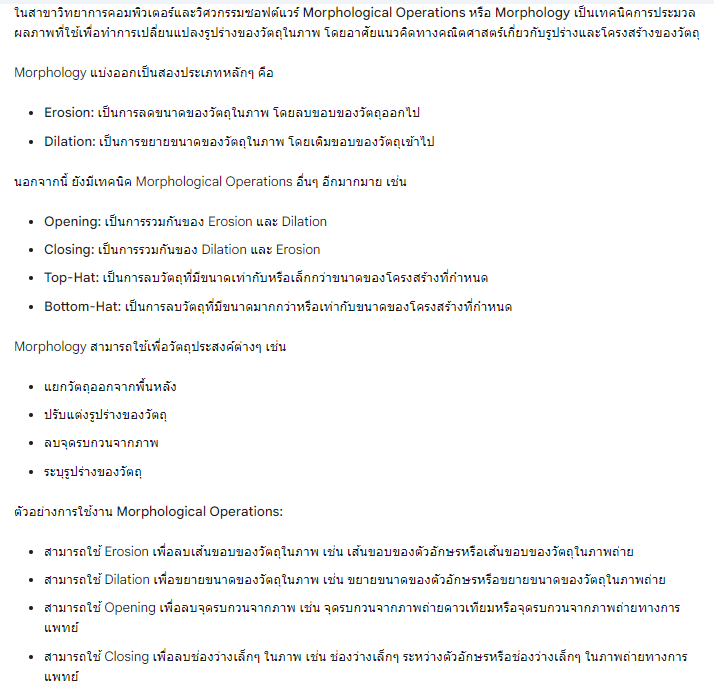 ในสาขาวิทยาการคอมพิวเตอร์และวิศวกรรมซอฟต์แวร์ Morphological Operations หรือ Morphology เป็นเทคนิคการประมวล
ผลภาพที่ใช้เพื่อทำการเปลี่ยนแปลงรูปร่างของวัตถุในภาพ โดยอาศัยแนวคิดทางคณิตศาสตร์เกี่ยวกับรูปร่างและโครงสร้างของวัตถุ
Morphology แบ่งออกเป็นสองประเภทหลักๆ คือ
• Erosion: เป็นการลดขนาดของวัตถุในภาพ โดยลบขอบของวัตถุออกไป
• Dilation: เป็นการขยายขนาดของวัตถุในภาพ โดยเติมขอบของวัตถุเข้าไป
นอกจากนี้ ยังมีเทคนิค Morphological Operations อื่นๆ อีกมากมาย เช่น
• Opening: เป็นการรวมกันของ Erosion และ Dilation
• Closing: เป็นการรวมกันของ Dilation และ Erosion
• Top-Hat: เป็นการลบวัตถุที่มีขนาดเท่ากับหรือเล็กกว่าขนาดของโครงสร้างที่กำหนด
• Bottom-Hat: เป็นการลบวัตถุที่มีขนาดมากกว่าหรือเท่ากับขนาดของโครงสร้างที่กำหนด
Morphology สามารถใช้เพื่อวัตถุประสงค์ต่างๆ เช่น
• แยกวัตถุออกจากพื้นหลัง
• ปรับแต่งรูปร่างของวัตถุ
• ลบจุดรบกวนจากภาพ
• ระบุรูปร่างของวัตถุ
ตัวอย่างการใช้งาน Morphological Operations:
• สามารถใช้ Erosion เพื่อลบเส้นขอบของวัตถุในภาพ เช่น เส้นขอบของตัวอักษรหรือเส้นขอบของวัตถุในภาพถ่าย
• สามารถใช้ Dilation เพื่อขยายขนาดของวัตถุในภาพ เช่น ขยายขนาดของตัวอักษรหรือขยายขนาดของวัตถุในภาพถ่าย
• สามารถใช้ Opening เพื่อลบจุดรบกวนจากภาพ เช่น จุดรบกวนจากภาพถ่ายดาวเทียมหรือจุดรบกวนจากภาพถ่ายทางการ
แพทย์
• สามารถใช้ Closing เพื่อลบช่องว่างเล็กๆ ในภาพ เช่น ช่องว่างเล็กๆ ระหว่างตัวอักษรหรือช่องว่างเล็กๆ ในภาพถ่ายทางการ
แพทย์